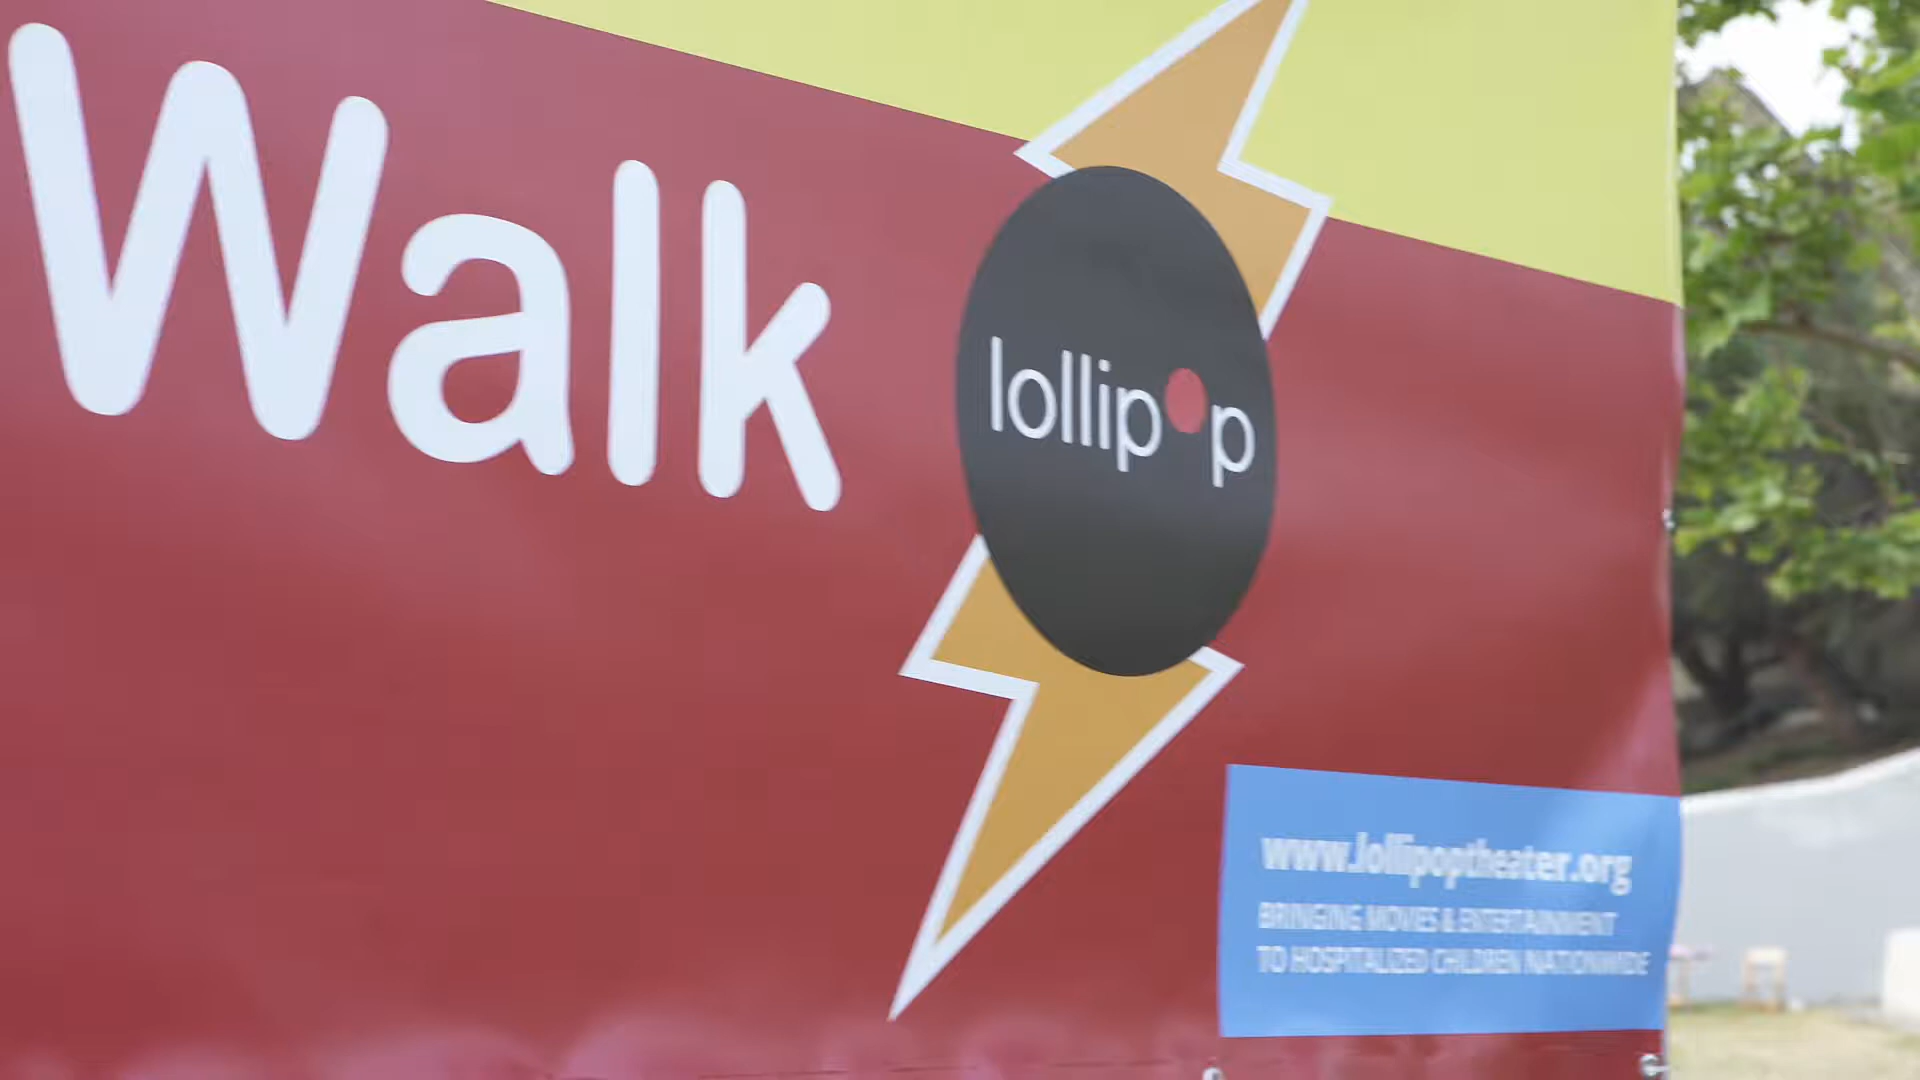 Walk
lollipop
www.lollipoptheater.org
BRINGING MOVIES & ENTERTAINMENT
TO HOSPITALIZED CHILDREN NATIONWIDE